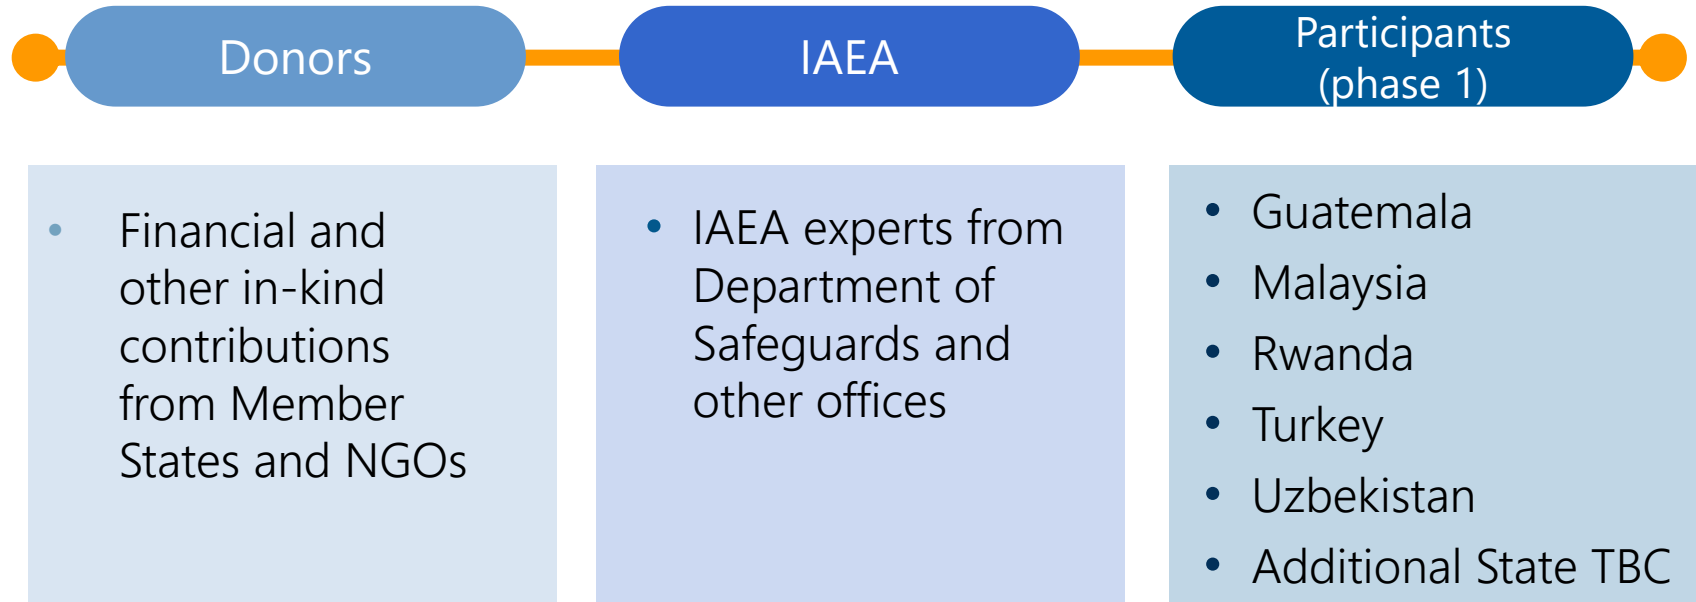 Donors
IAEA
Participants
(phase 1)
• Financial and
other in-kind
contributions
from Member
States and NGOs
• IAEA experts from
Department of
Safeguards and
other offices
• Guatemala
• Malaysia
• Rwanda
• Turkey
• Uzbekistan
• Additional State TBC